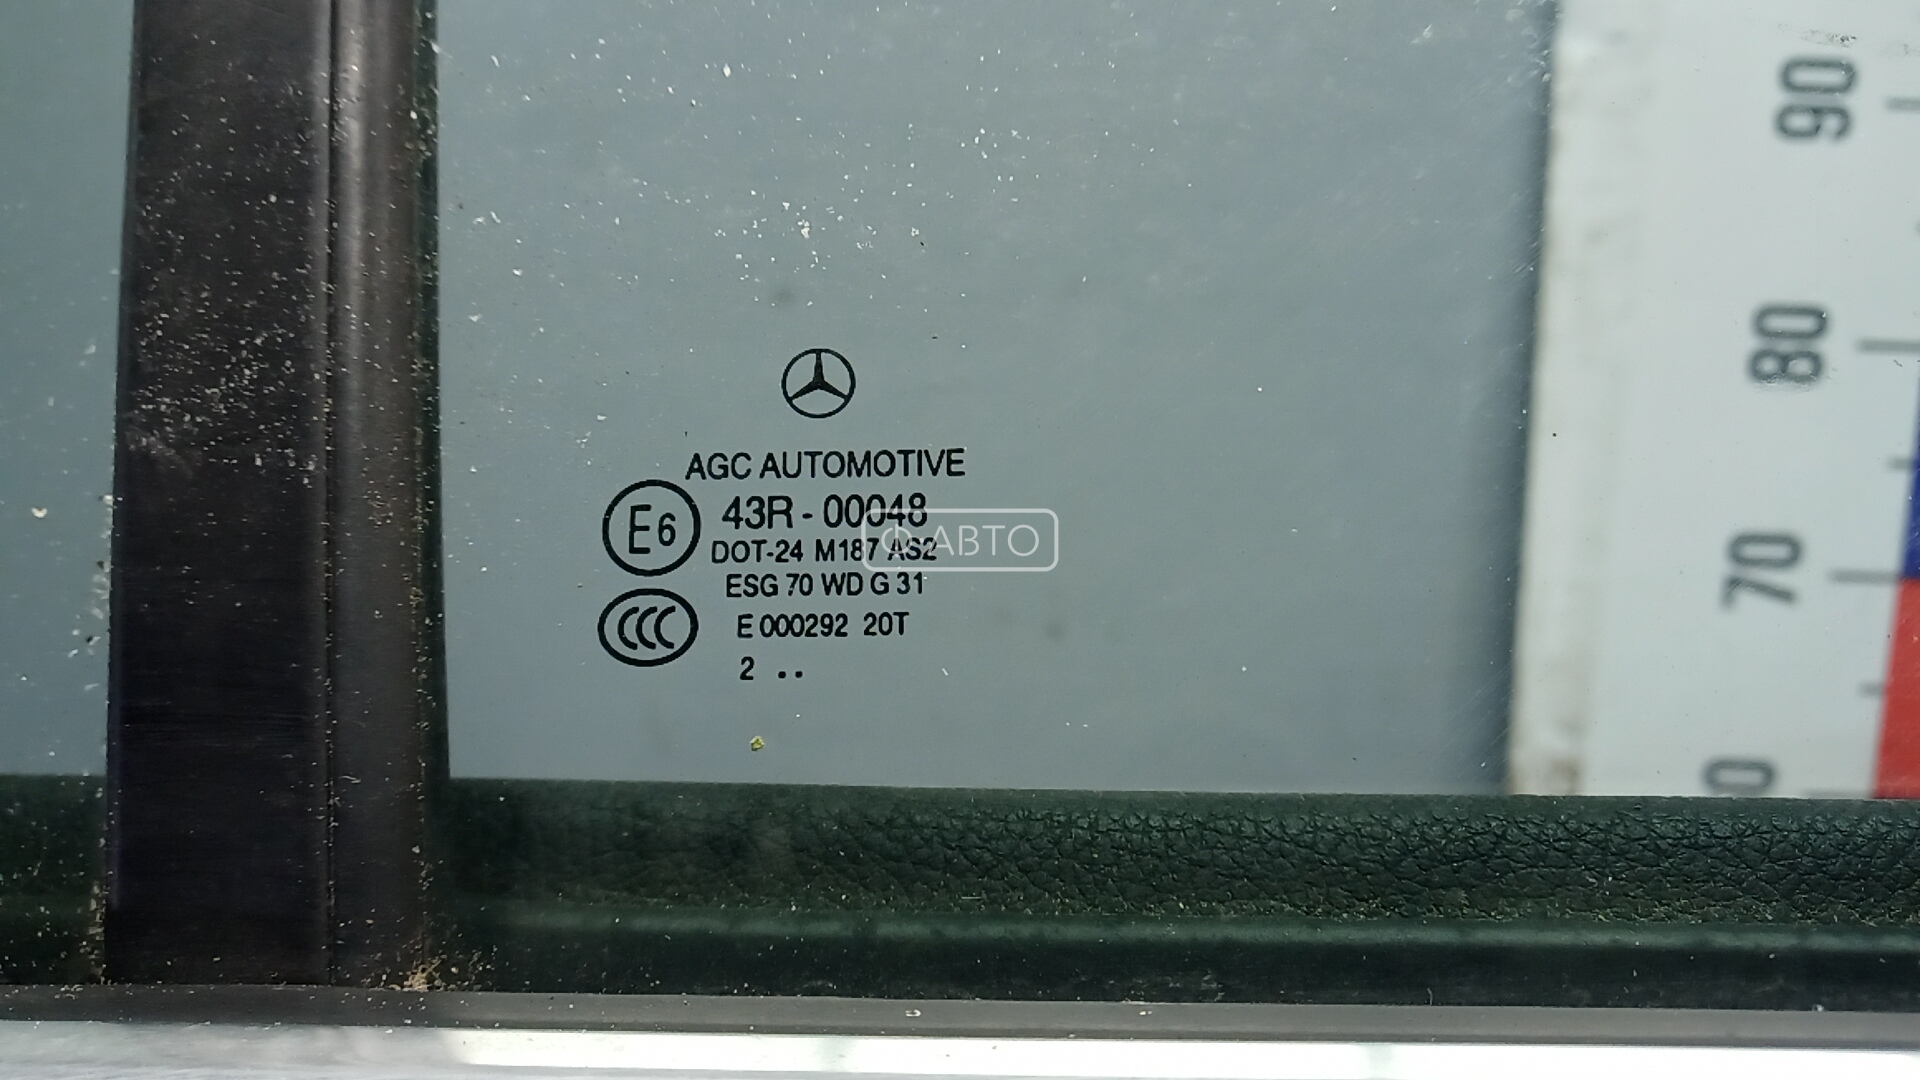 AGC AUTOMOTIVE
E6
43R - 00048
DOT-24 M187 AS2
ESG 70 WD G 31
CCC
E 000292 20T
2 ..
ФАВТО
90
80
70